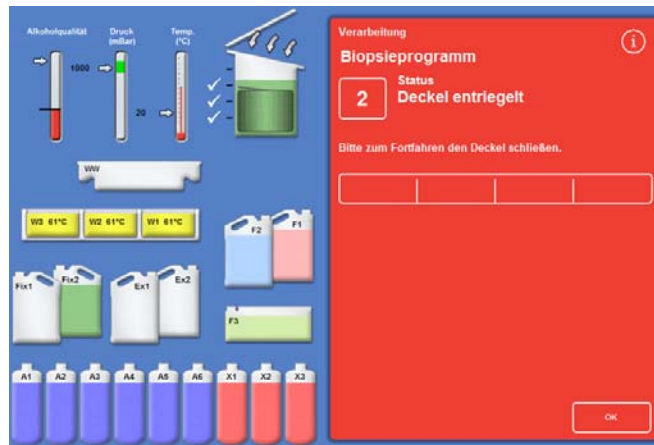 Alkoholqualität
Druck
(mBar)
Temp.
(°C)
1000
20
WW
W3 61°C
W2 61°C
W1 61°C
F2
F1
Fix1
Fix2
Ex1
Ex2
F3
A1
A2
A3
A4
A5
A6
X1
X2
X3
Verarbeitung
i
Biopsieprogramm
2
Status
Deckel entriegelt
Bitte zum Fortfahren den Deckel schließen.
OK